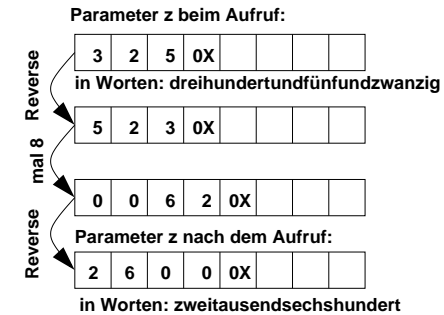 Parameter z beim Aufruf:
3 2 5 0X
in Worten: dreihundertundfünfundzwanzig
Reverse
5 2 3 0X
mal 8
0 0 6 2 0X
Reverse
Parameter z nach dem Aufruf:
2 6 0 0 0X
in Worten: zweitausendsechshundert